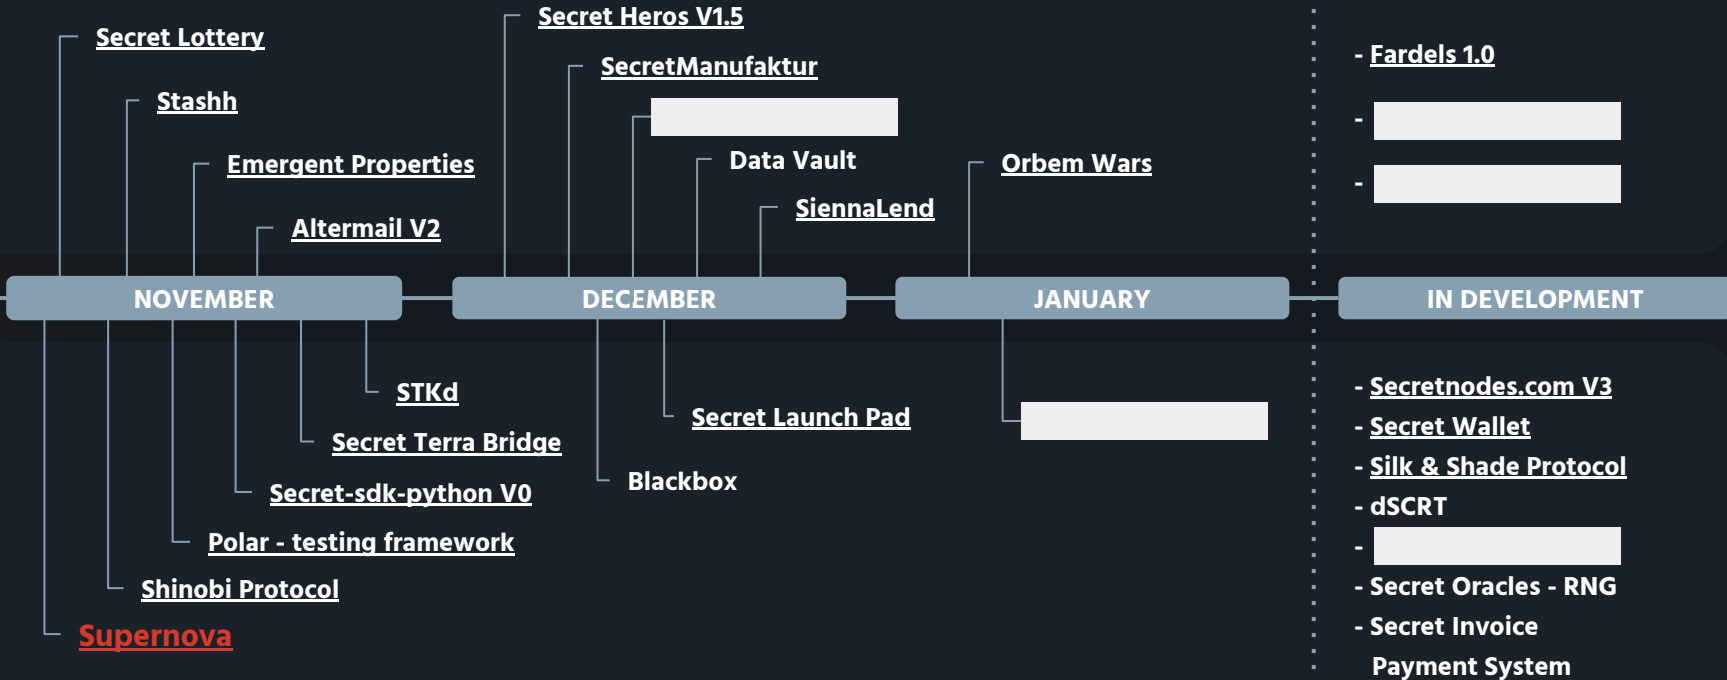 Secret Lottery
Stashh
Emergent Properties
Altermail V2
Secret Heros V1.5
SecretManufaktur
Data Vault
SiennaLend
Orbem Wars
- Fardels 1.0
-
-
NOVEMBER
DECEMBER
JANUARY
IN DEVELOPMENT
STKd
Secret Terra Bridge
Secret-sdk-python V0
Polar - testing framework
Shinobi Protocol
Supernova
Secret Launch Pad
Blackbox
- Secretnodes.com V3
- Secret Wallet
- Silk & Shade Protocol
- dSCRT
-
- Secret Oracles - RNG
- Secret Invoice
Payment System